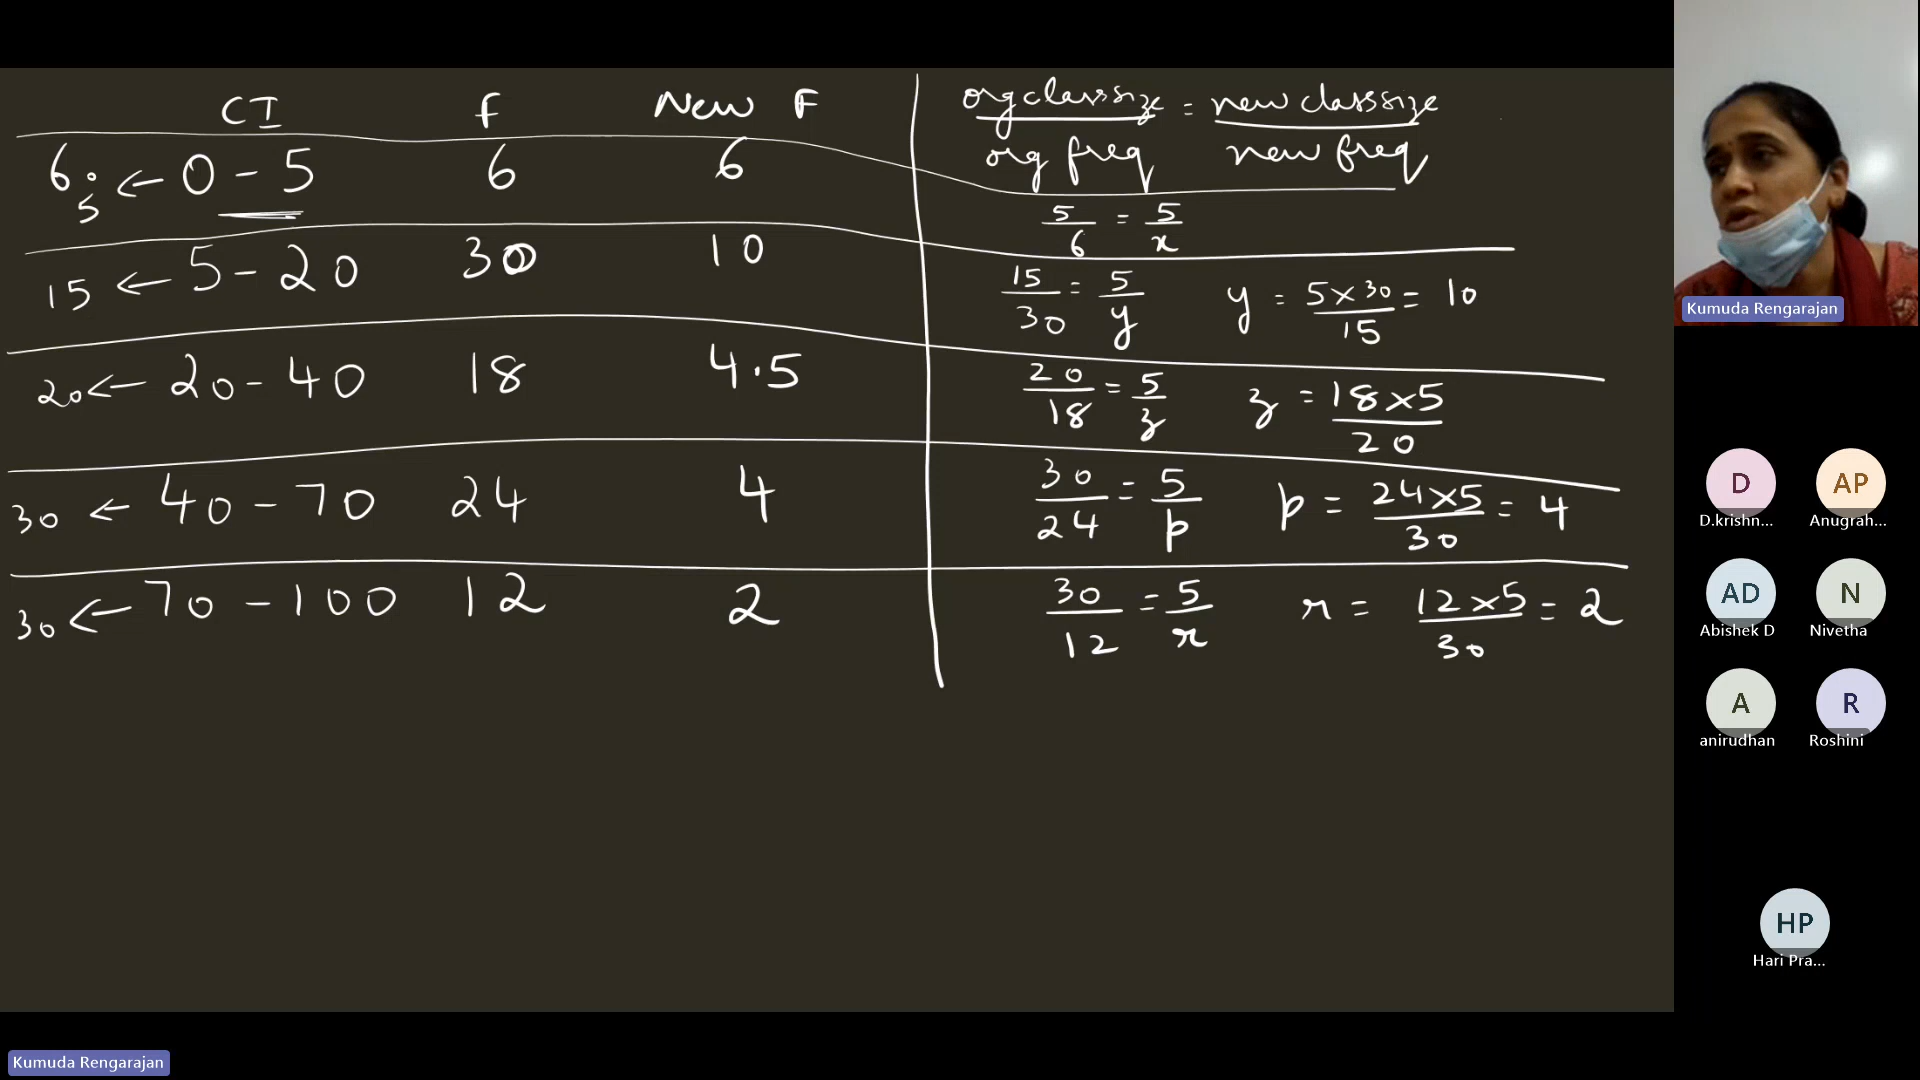 CI f New F
6. 5 ← 0 - 5 6 6
15 ← 5 - 20 30 10
20 ← 20 - 40 18 4.5
30 ← 40 - 70 24 4
30 ← 70 - 100 12 2
org class size / org freq = new class size / new freq
5/6 = 5/x
15/30 = 5/y y = 5 x 30 / 15 = 10
20/18 = 5/z z = 18 x 5 / 20
30/24 = 5/p p = 24 x 5 / 30 = 4
30/12 = 5/r r = 12 x 5 / 30 = 2
Kumuda Rengarajan
D AP
D.krishn... Anugrah...
AD N
Abishek D Nivetha
A R
anirudhan Roshini
HP
Hari Pra...
Kumuda Rengarajan